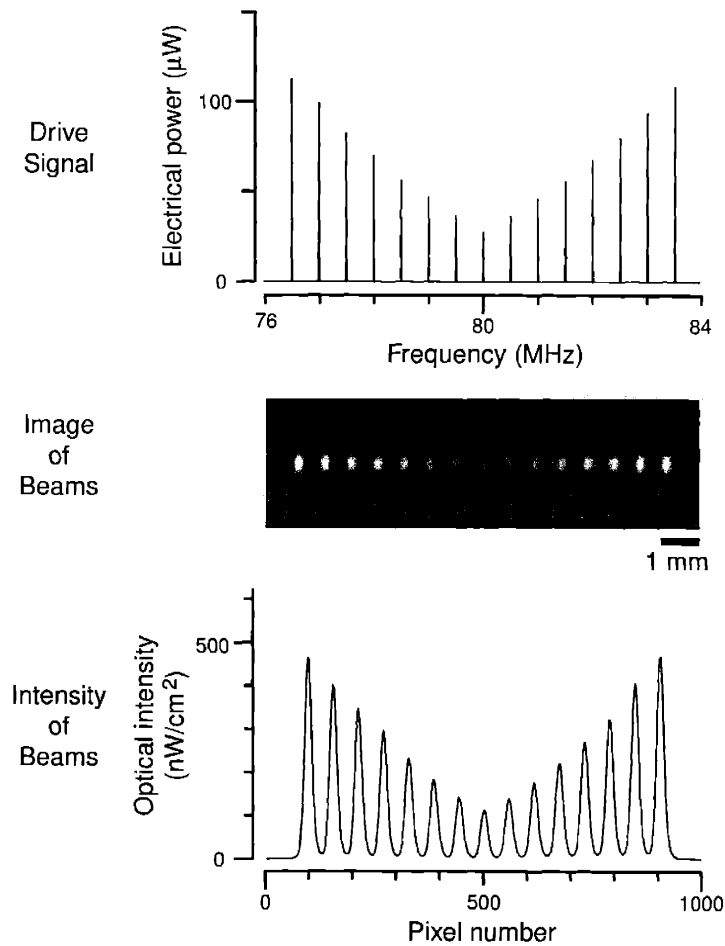 Drive
Signal
Electrical power (μW)
100
0
76
80
84
Frequency (MHz)
Image
of
Beams
1 mm
Intensity
of
Beams
Optical intensity
(nW/cm²)
500
0
0
500
1000
Pixel number